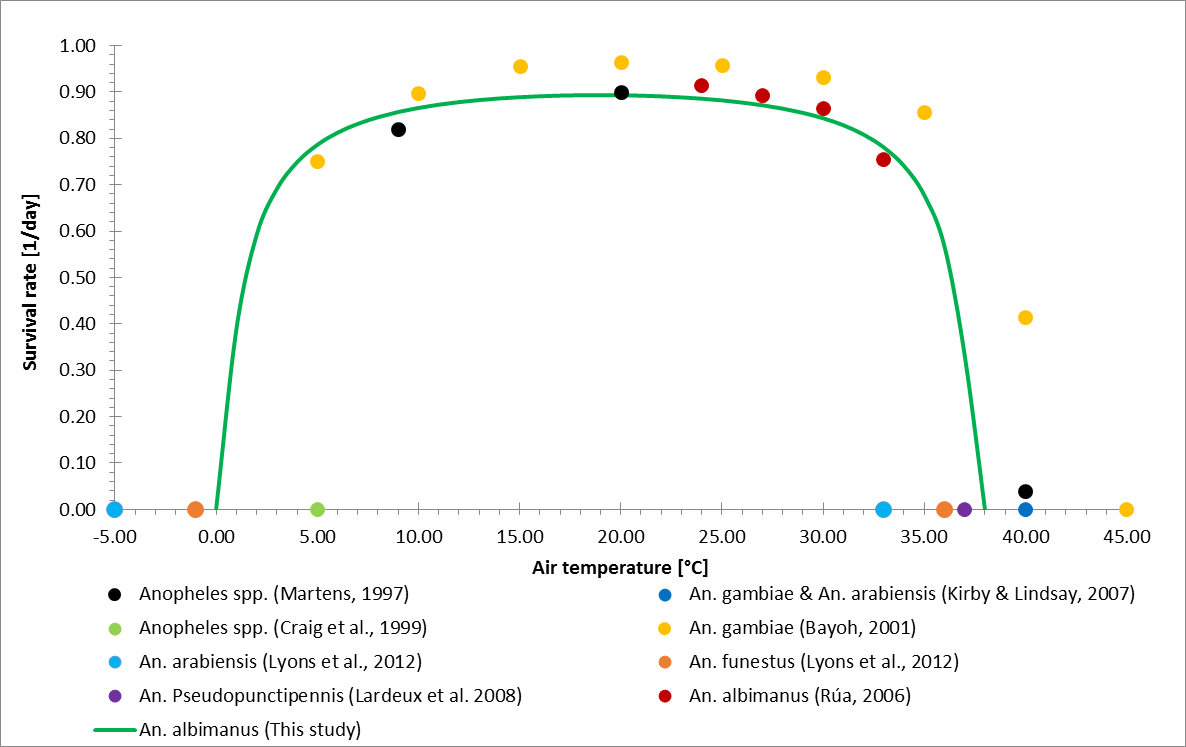 1.00
0.90
0.80
0.70
0.60
0.50
0.40
0.30
0.20
0.10
0.00
Survival rate [1/day]
-5.00 0.00 5.00 10.00 15.00 20.00 25.00 30.00 35.00 40.00 45.00
Air temperature [°C]
Anopheles spp. (Martens, 1997)
An. gambiae & An. arabiensis (Kirby & Lindsay, 2007)
Anopheles spp. (Craig et al., 1999)
An. gambiae (Bayoh, 2001)
An. arabiensis (Lyons et al., 2012)
An. funestus (Lyons et al., 2012)
An. Pseudopunctipennis (Lardeux et al. 2008)
An. albimanus (Rúa, 2006)
An. albimanus (This study)